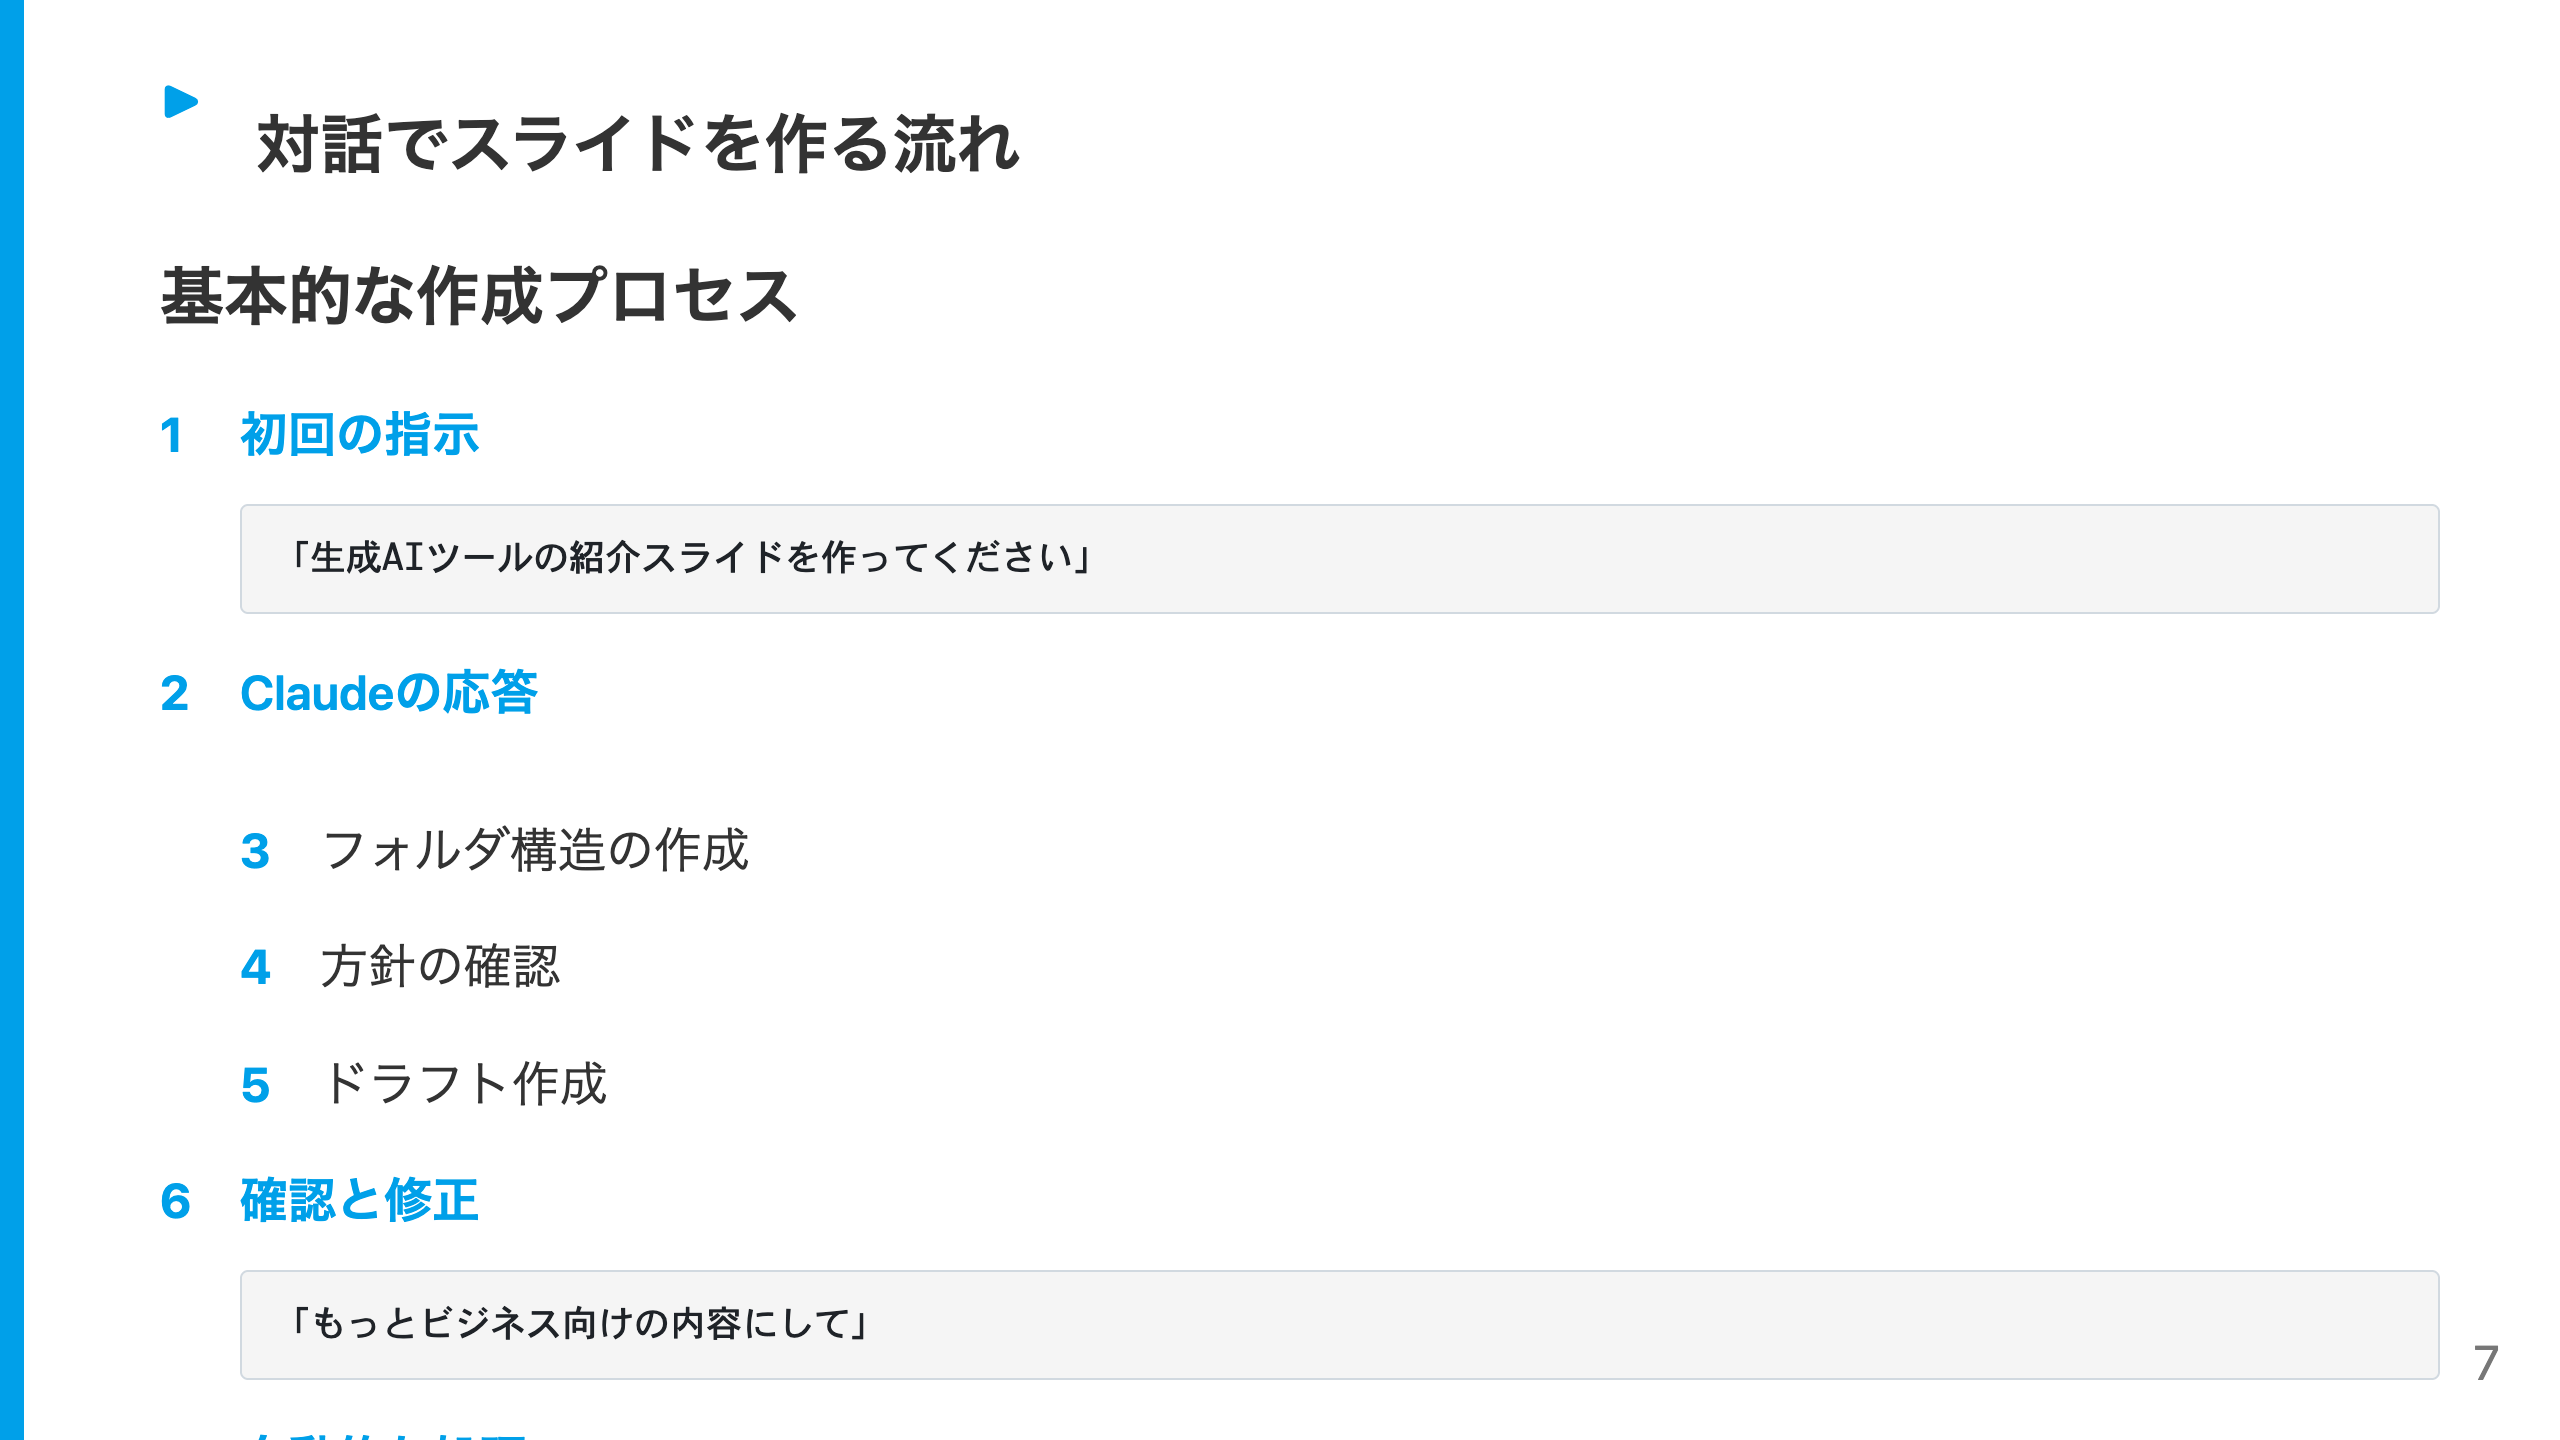 対話でスライドを作る流れ
基本的な作成プロセス
1 初回の指示
「生成AIツールの紹介スライドを作ってください」
2 Claudeの応答
3 フォルダ構造の作成
4 方針の確認
5 ドラフト作成
6 確認と修正
「もっとビジネス向けの内容にして」
7